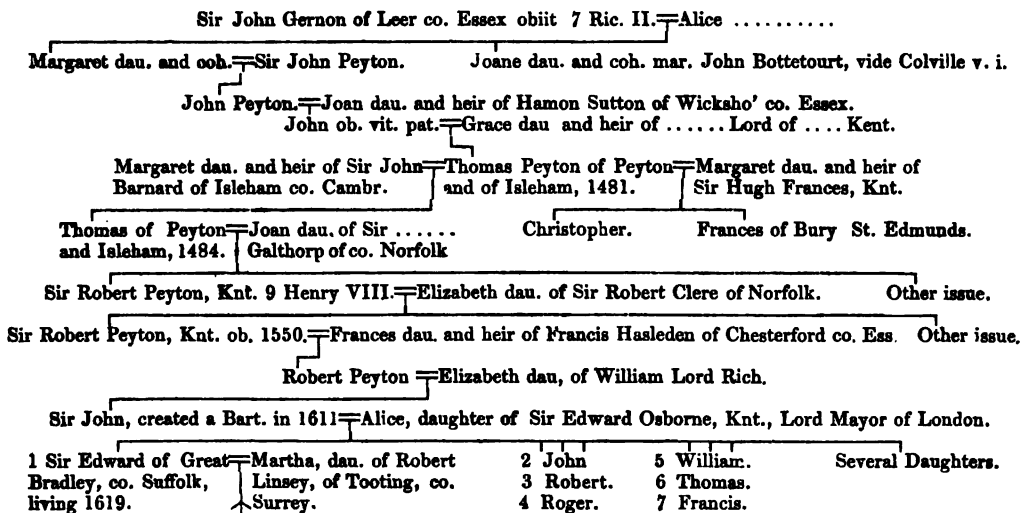 Sir John Gernon of Leer co. Essex obiit 7 Ric. II.=Alice ..........
Margaret dau. and coh.=Sir John Peyton. Joane dau. and coh. mar. John Bottetourt, vide Colville v. i.
John Peyton.=Joan dau. and heir of Hamon Sutton of Wicksho' co. Essex.
John ob. vit. pat.=Grace dau and heir of ...... Lord of .... Kent.
Margaret dau. and heir of Sir John=Thomas Peyton of Peyton=Margaret dau. and heir of
Barnard of Isleham co. Cambr. and of Isleham, 1481. Sir Hugh Frances, Knt.
Thomas of Peyton=Joan dau. of Sir ...... Christopher. Frances of Bury St. Edmunds.
and Isleham, 1484. Galthorp of co. Norfolk
Sir Robert Peyton, Knt. 9 Henry VIII.=Elizabeth dau. of Sir Robert Clere of Norfolk. Other issue.
Sir Robert Peyton, Knt. ob. 1550.=Frances dau. and heir of Francis Hasleden of Chesterford co. Ess. Other issue.
Robert Peyton=Elizabeth dau, of William Lord Rich.
Sir John, created a Bart. in 1611=Alice, daughter of Sir Edward Osborne, Knt., Lord Mayor of London.
1 Sir Edward of Great=Martha, dau. of Robert 2 John 5 William. Several Daughters.
Bradley, co. Suffolk, Linsey, of Tooting, co. 3 Robert. 6 Thomas.
living 1619. Surrey. 4 Roger. 7 Francis.